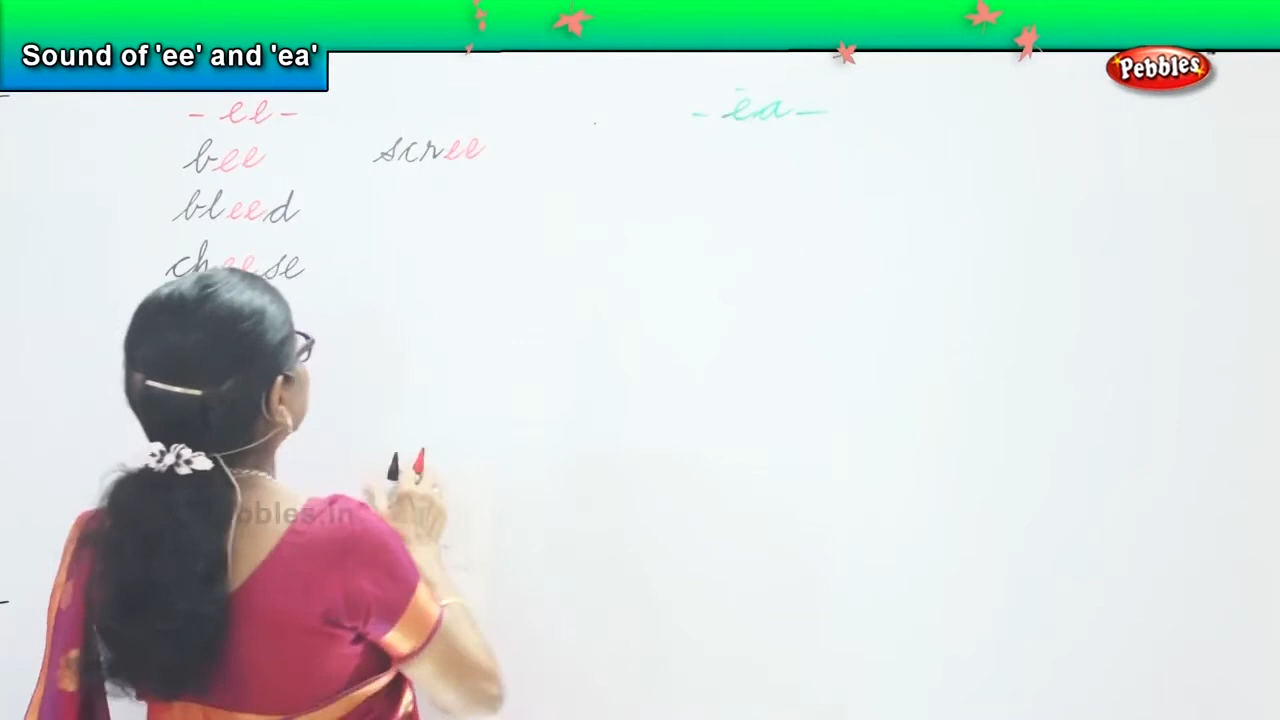 Sound of 'ee' and 'ea'
Pebbles
- ee -
- ea -
bee
scree
bleed
cheese